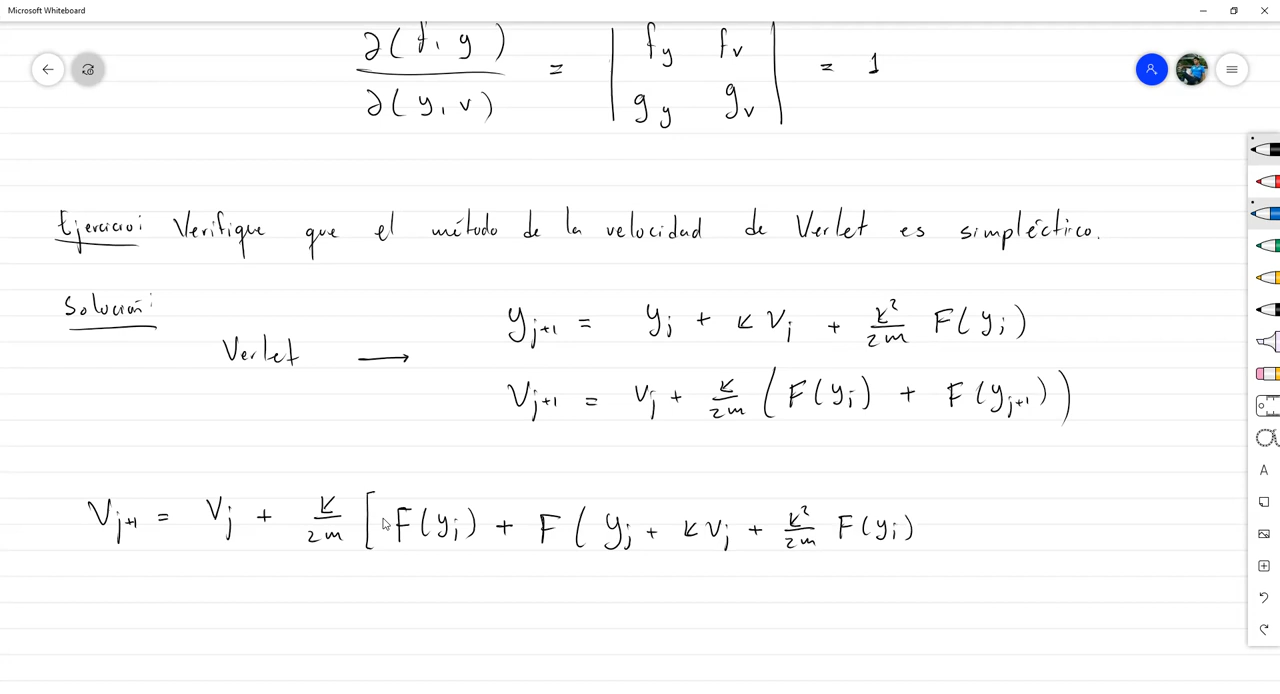 Microsoft Whiteboard
∂(f, g) / ∂(y, v) = | f_y f_v ; g_y g_v | = 1
Ejercicio: Verifique que el método de la velocidad de Verlet es simpléctico.
Solución:
Verlet → y_{j+1} = y_j + k v_j + k²/2m F(y_j)
v_{j+1} = v_j + k/2m (F(y_j) + F(y_{j+1}))
v_{j+1} = v_j + k/2m [F(y_j) + F(y_j + k v_j + k²/2m F(y_j)